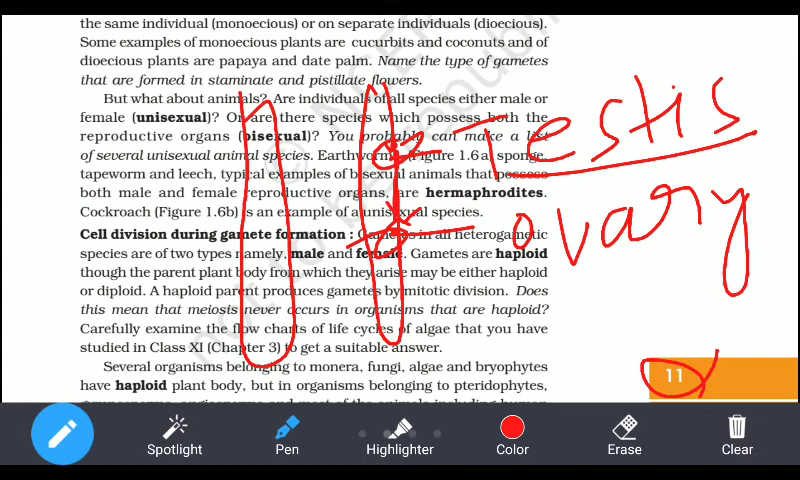 the same individual (monoecious) or on separate individuals (dioecious).
Some examples of monoecious plants are cucurbits and coconuts and of
dioecious plants are papaya and date palm. Name the type of gametes
that are formed in staminate and pistillate flowers.
But what about animals? Are individuals of all species either male or
female (unisexual)? Or are there species which possess both the
reproductive organs (bisexual)? You probably can make a list
of several unisexual animal species. Earthworms (Figure 1.6a), sponge,
tapeworm and leech, typical examples of bisexual animals that possess
both male and female reproductive organs, are hermaphrodites.
Cockroach (Figure 1.6b) is an example of a unisexual species.
Testis
ovary
Cell division during gamete formation : Gametes in all heterogametic
species are of two types namely, male and female. Gametes are haploid
though the parent plant body from which they arise may be either haploid
or diploid. A haploid parent produces gametes by mitotic division. Does
this mean that meiosis never occurs in organisms that are haploid?
Carefully examine the flow charts of life cycles of algae that you have
studied in Class XI (Chapter 3) to get a suitable answer.
Several organisms belonging to monera, fungi, algae and bryophytes
have haploid plant body, but in organisms belonging to pteridophytes,
11
Spotlight
Pen
Highlighter
Color
Erase
Clear